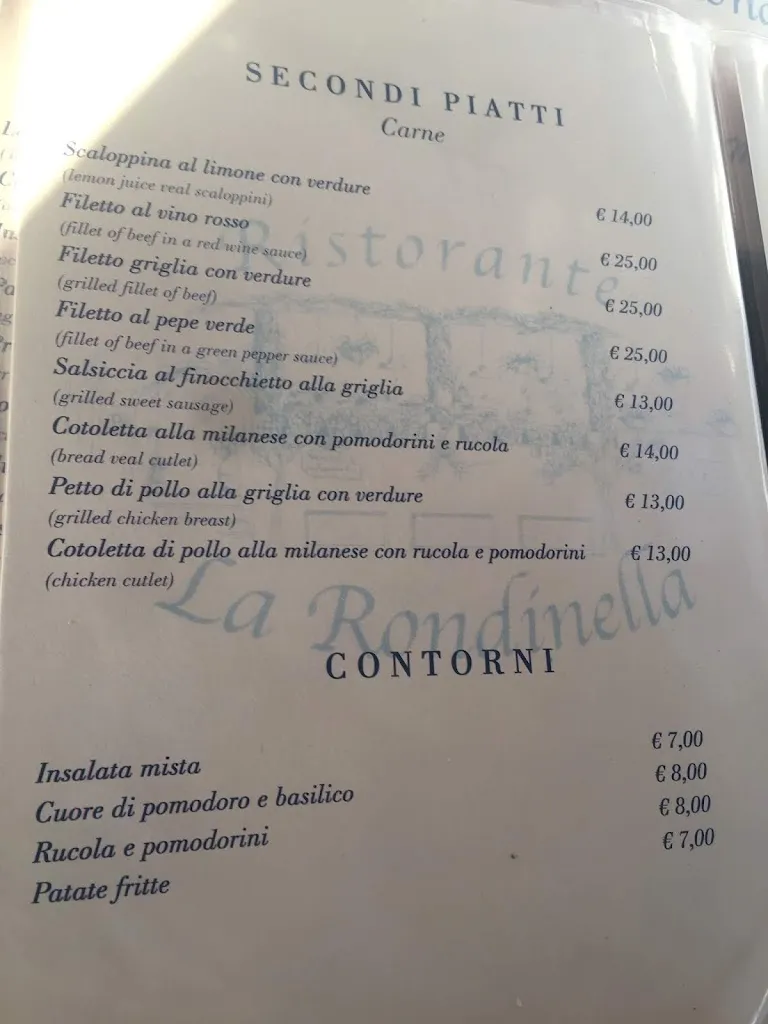 SECONDI PIATTI
Carne
Scaloppina al limone con verdure € 14,00
(lemon juice veal scaloppini)
Filetto al vino rosso € 25,00
(fillet of beef in a red wine sauce)
Filetto griglia con verdure € 25,00
(grilled fillet of beef)
Filetto al pepe verde € 25,00
(fillet of beef in a green pepper sauce)
Salsiccia al finocchietto alla griglia € 13,00
(grilled sweet sausage)
Cotoletta alla milanese con pomodorini e rucola € 14,00
(bread veal cutlet)
Petto di pollo alla griglia con verdure € 13,00
(grilled chicken breast)
Cotoletta di pollo alla milanese con rucola e pomodorini € 13,00
(chicken cutlet)
Ristorante
La Rondinella
CONTORNI
Insalata mista € 7,00
Cuore di pomodoro e basilico € 8,00
Rucola e pomodorini € 8,00
Patate fritte € 7,00